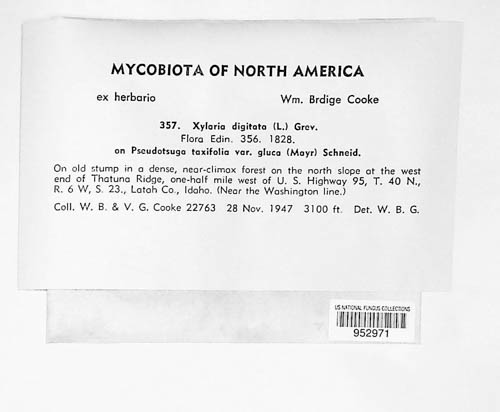 MYCOBIOTA OF NORTH AMERICA
ex herbario Wm. Brdige Cooke
357. Xylaria digitata (L.) Grev.
Flora Edin. 356. 1828.
on Pseudotsuga taxifolia var. gluca (Mayr) Schneid.
On old stump in a dense, near-climax forest on the north slope at the west
end of Thatuna Ridge, one-half mile west of U. S. Highway 95, T. 40 N.,
R. 6 W, S. 23., Latah Co., Idaho. (Near the Washington line.)
Coll. W. B. & V. G. Cooke 22763 28 Nov. 1947 3100 ft. Det. W. B. G.
US NATIONAL FUNGUS COLLECTIONS
952971